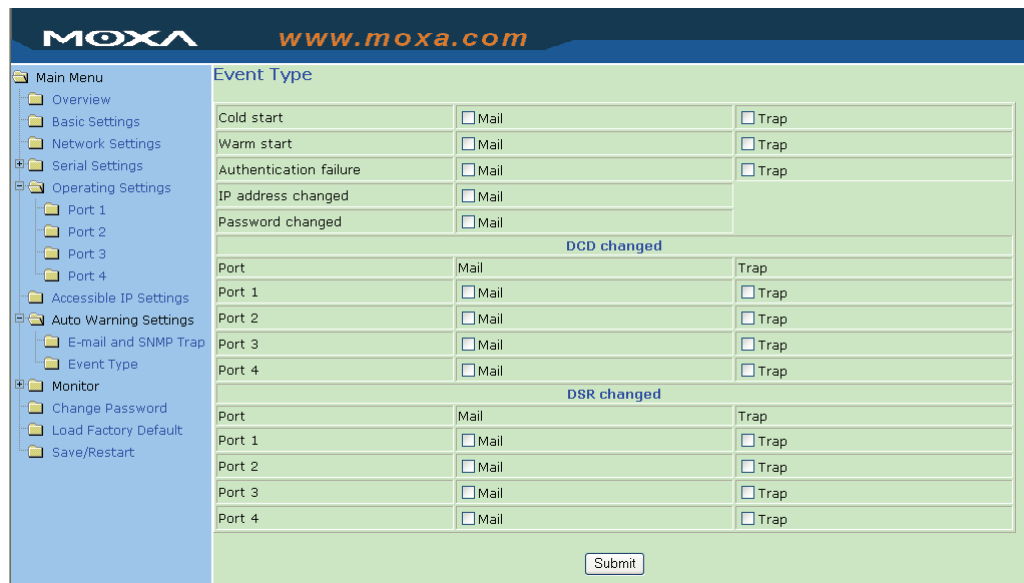 MOXA www.moxa.com
Main Menu
Overview
Basic Settings
Network Settings
Serial Settings
Operating Settings
Port 1
Port 2
Port 3
Port 4
Accessible IP Settings
Auto Warning Settings
E-mail and SNMP Trap
Event Type
Monitor
Change Password
Load Factory Default
Save/Restart
Event Type
Cold start Mail Trap
Warm start Mail Trap
Authentication failure Mail Trap
IP address changed Mail
Password changed Mail
DCD changed
Port Mail Trap
Port 1 Mail Trap
Port 2 Mail Trap
Port 3 Mail Trap
Port 4 Mail Trap
DSR changed
Port Mail Trap
Port 1 Mail Trap
Port 2 Mail Trap
Port 3 Mail Trap
Port 4 Mail Trap
Submit